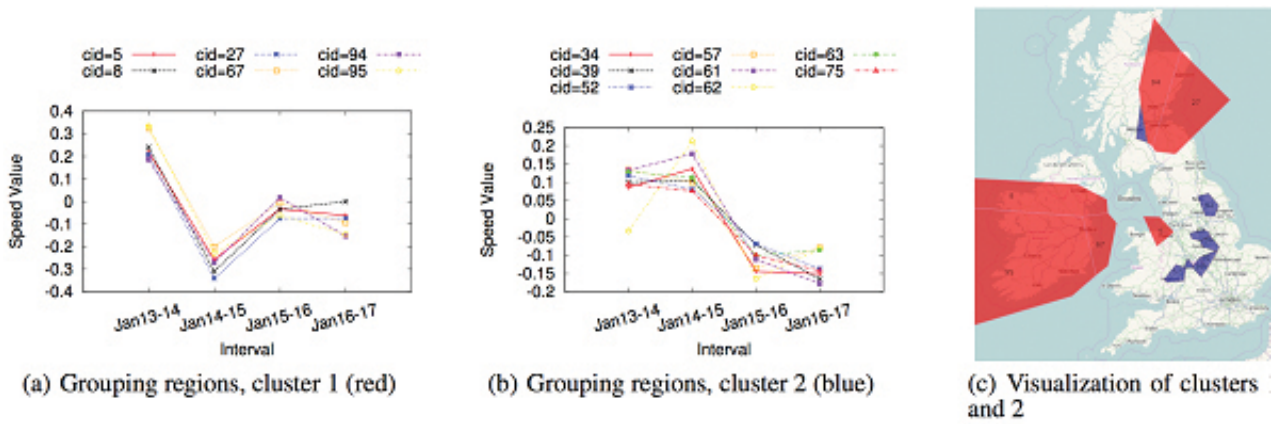 cid=5 cid=27 cid=94
cid=8 cid=67 cid=95
0.4
0.3
0.2
0.1
0
-0.1
-0.2
-0.3
-0.4
Speed Value
Jan13-14 Jan14-15 Jan15-16 Jan16-17
Interval
(a) Grouping regions, cluster 1 (red)
cid=34 cid=57 cid=63
cid=39 cid=61 cid=75
cid=52 cid=62
0.25
0.2
0.15
0.1
0.05
0
-0.05
-0.1
-0.15
-0.2
Speed Value
Jan13-14 Jan14-15 Jan15-16 Jan16-17
Interval
(b) Grouping regions, cluster 2 (blue)
94
27
(c) Visualization of clusters
and 2